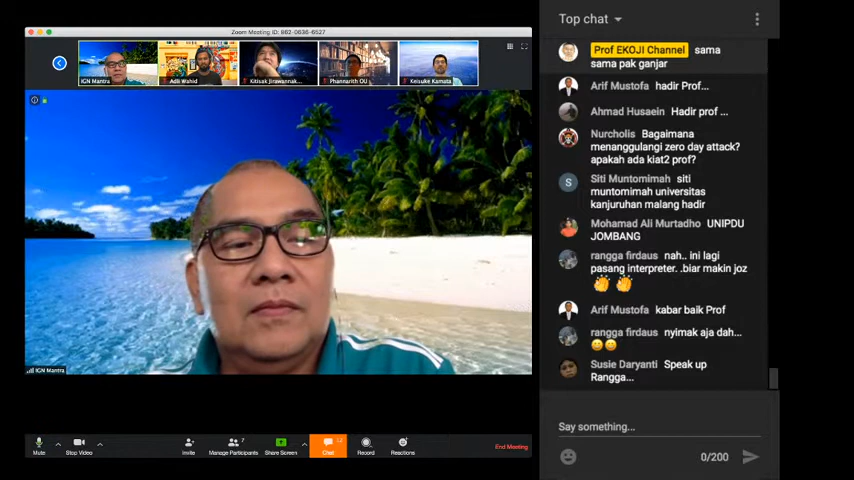 Zoom Meeting ID: 862-0636-6527
IGN Mantra
Adli Wahid
Kitisak Jirawannak...
Phannarith OU
Keisuke Kamata
IGN Mantra
Mute
Stop Video
Invite
7
Manage Participants
Share Screen
12
Chat
Record
Reactions
End Meeting
Top chat
Prof EKOJI Channel sama
sama pak ganjar
Arif Mustofa hadir Prof...
Ahmad Husaein Hadir prof ...
Nurcholis Bagaimana
menanggulangi zero day attack?
apakah ada kiat2 prof?
S
Siti Muntomimah siti
muntomimah universitas
kanjuruhan malang hadir
Mohamad Ali Murtadho UNIPDU
JOMBANG
rangga firdaus nah.. ini lagi
pasang interpreter. .biar makin joz
Arif Mustofa kabar baik Prof
rangga firdaus nyimak aja dah...
Susie Daryanti Speak up
Rangga...
Say something...
0/200